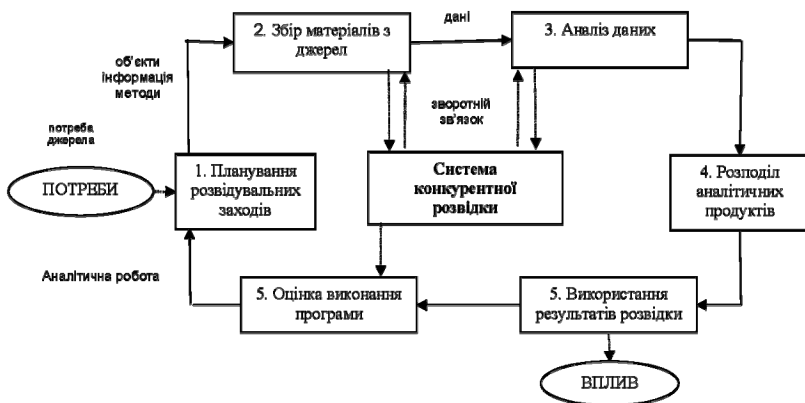 2. Збір матеріалів з
джерел
дані
3. Аналіз даних
об'єкти
інформація
методи
зворотній
зв'язок
потреба
джерела
ПОТРЕБИ
1. Планування
розвідувальних
заходів
Система
конкурентної
розвідки
4. Розподіл
аналітичних
продуктів
Аналітична робота
5. Оцінка виконання
програми
5. Використання
результатів розвідки
ВПЛИВ